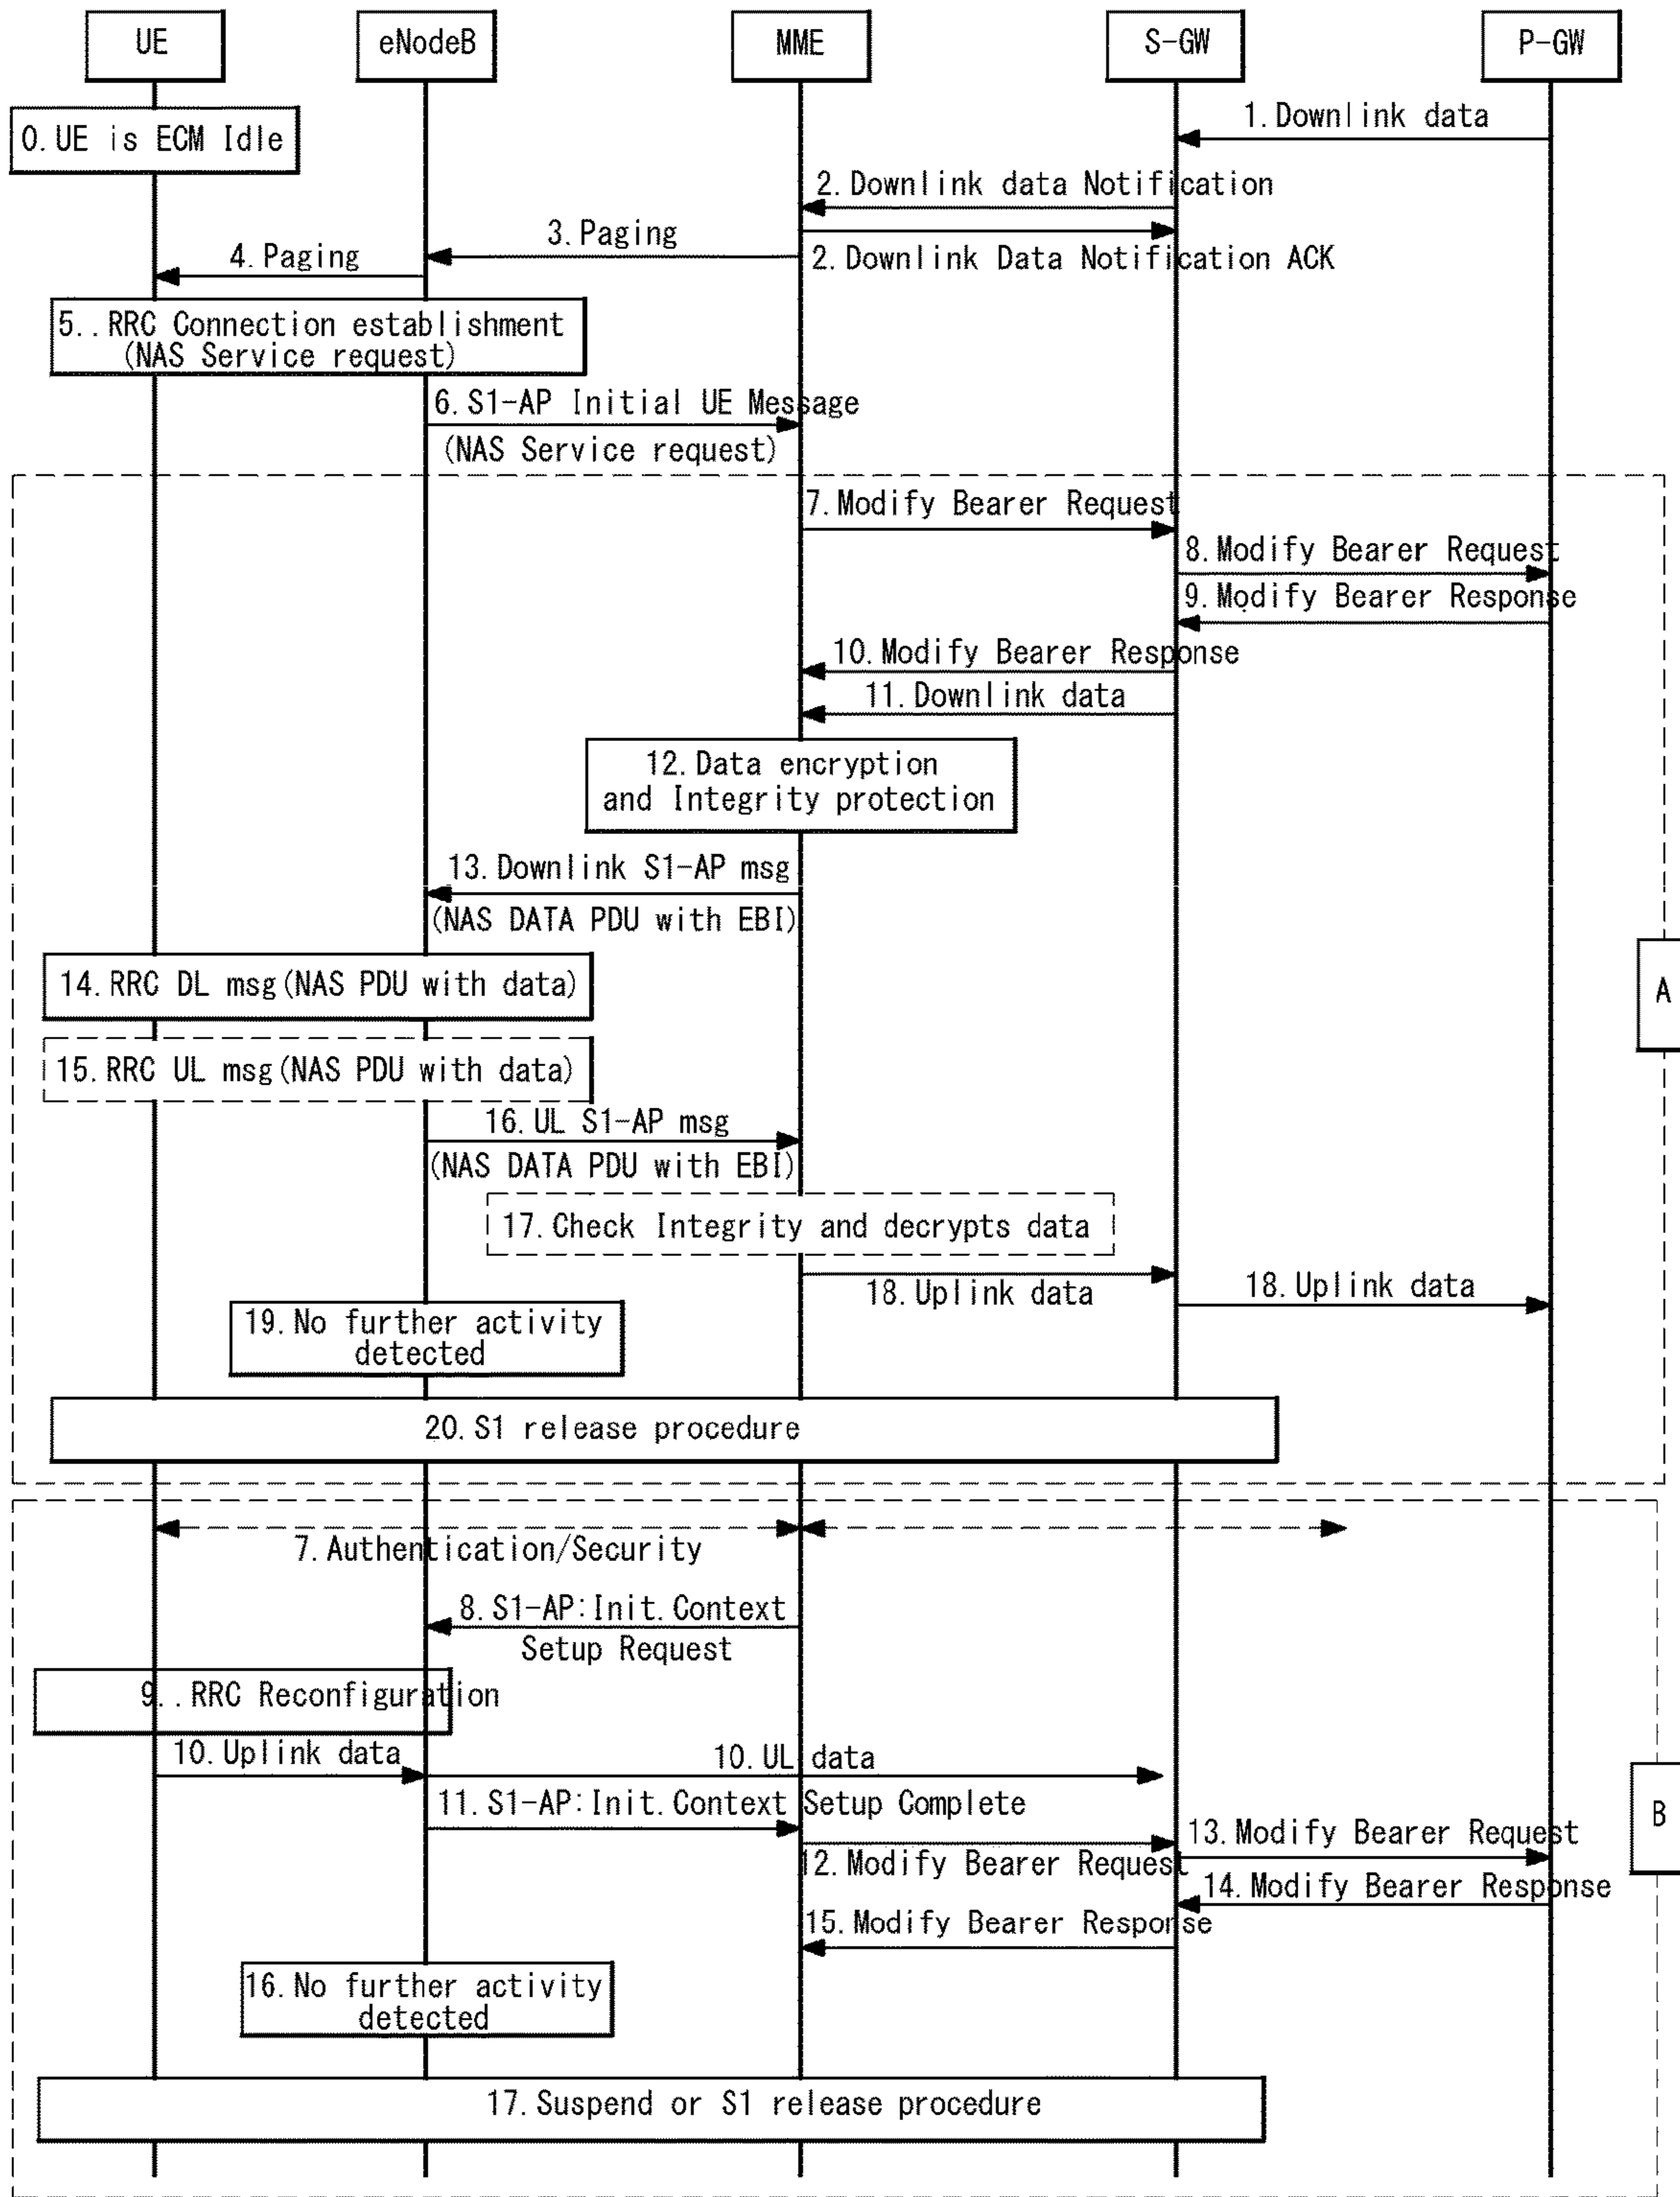 UE
eNodeB
MME
S-GW
P-GW
0.UE is ECM Idle
1.Downlink data
2.Downlink data Notification
3.Paging
2.Downlink Data Notification ACK
4.Paging
5..RRC Connection establishment
(NAS Service request)
6.S1-AP Initial UE Message
(NAS Service request)
7.Modify Bearer Request
8.Modify Bearer Request
9.Modify Bearer Response
10.Modify Bearer Response
11.Downlink data
12.Data encryption
and Integrity protection
13.Downlink S1-AP msg
(NAS DATA PDU with EBI)
14.RRC DL msg(NAS PDU with data)
A
15.RRC UL msg(NAS PDU with data)
16.UL S1-AP msg
(NAS DATA PDU with EBI)
17.Check Integrity and decrypts data
18.Uplink data
18.Uplink data
19.No further activity
detected
20.S1 release procedure
7.Authentication/Security
8.S1-AP:Init.Context
Setup Request
9..RRC Reconfiguration
10.Uplink data
10.UL data
11.S1-AP:Init.Context Setup Complete
B
13.Modify Bearer Request
12.Modify Bearer Request
14.Modify Bearer Response
15.Modify Bearer Response
16.No further activity
detected
17.Suspend or S1 release procedure